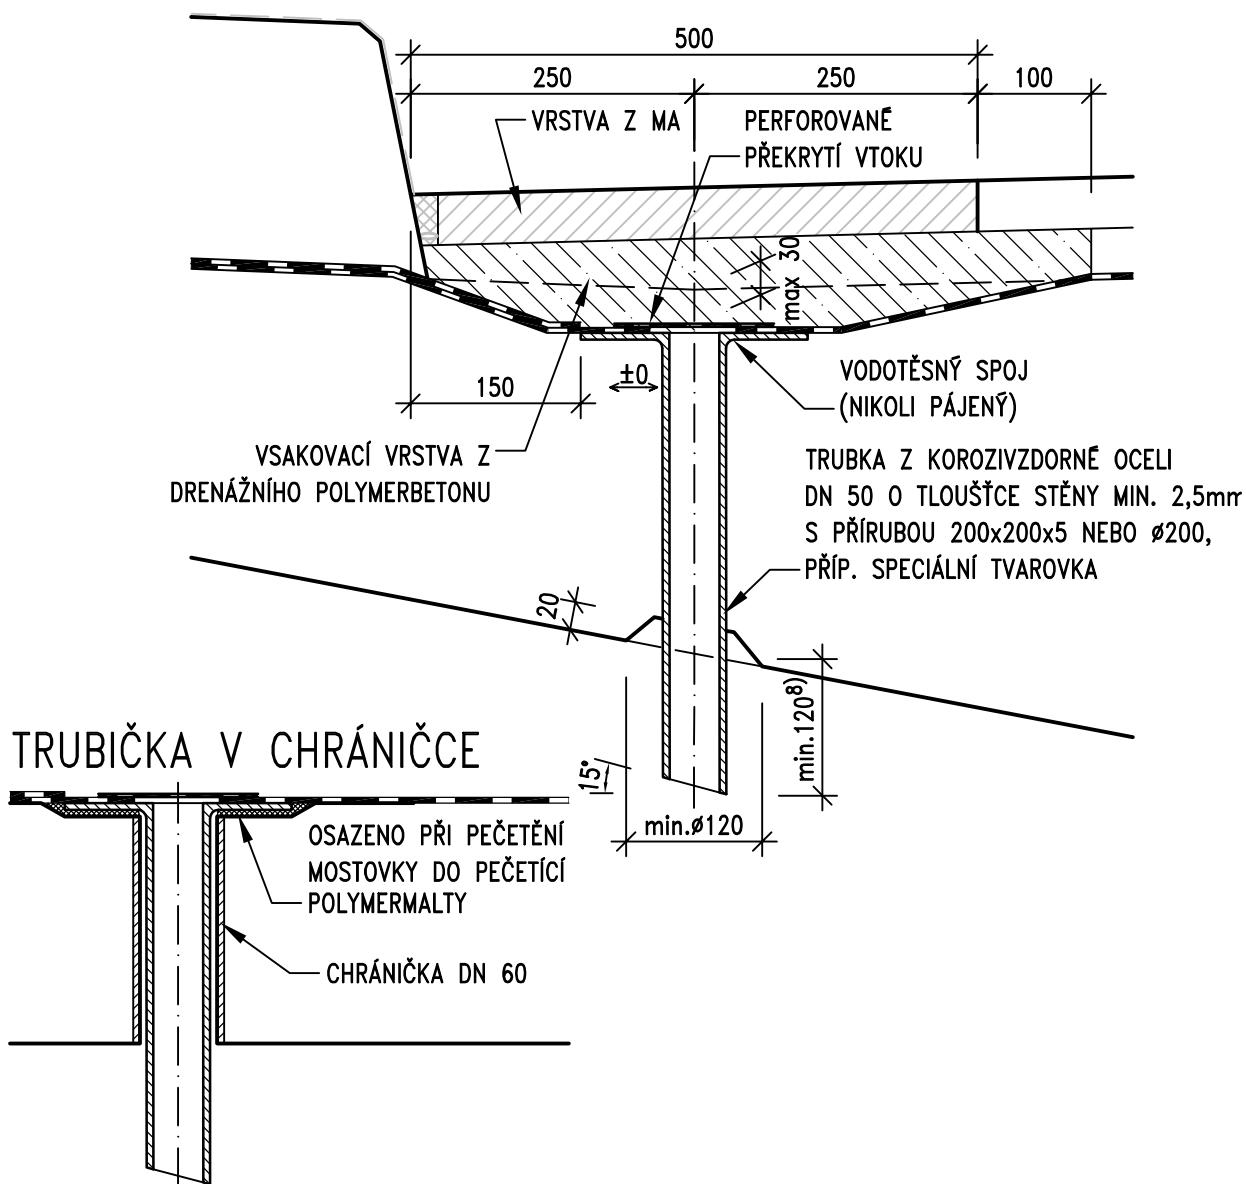 500
250
250
100
VRSTVA Z MA
PERFOROVANÉ
PŘEKRYTÍ VTOKU
max 30
±0
150
VODOTĚSNÝ SPOJ
(NIKOLI PÁJENÝ)
VSAKOVACÍ VRSTVA Z
DRENÁŽNÍHO POLYMERBETONU
TRUBKA Z KOROZIVZDORNÉ OCELI
DN 50 O TLOUŠŤCE STĚNY MIN. 2,5mm
S PŘÍRUBOU 200x200x5 NEBO ø200,
PŘÍP. SPECIÁLNÍ TVAROVKA
20
min.120⁸⁾
15°
min.ø120
TRUBIČKA V CHRÁNIČCE
OSAZENO PŘI PEČETĚNÍ
MOSTOVKY DO PEČETÍCÍ
POLYMERMALTY
CHRÁNIČKA DN 60